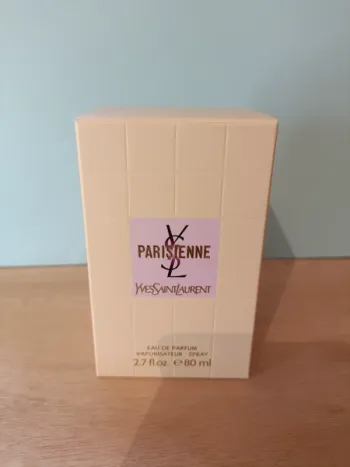 YSL
PARISIENNE
YVESSAINTLAURENT
EAU DE PARFUM
VAPORISATEUR · SPRAY
2.7 fl.oz. ℮ 80 ml